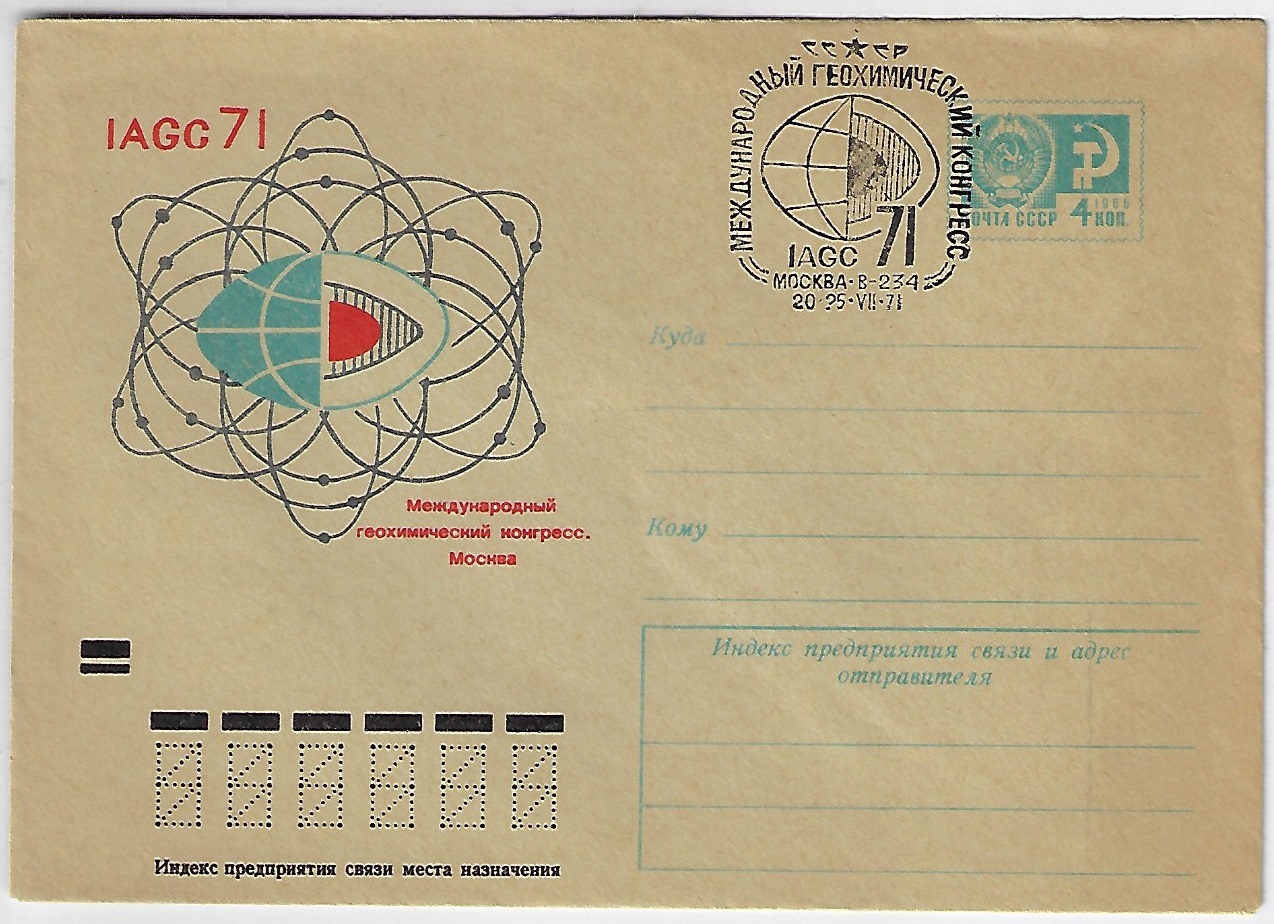 IAGC 71
СССР
МЕЖДУНАРОДНЫЙ ГЕОХИМИЧЕСКИЙ КОНГРЕСС
IAGC 71
МОСКВА-В-234
20-25•VII•71
ПОЧТА СССР
1966
4 КОП.
Куда
Кому
Международный
геохимический конгресс.
Москва
Индекс предприятия связи и адрес
отправителя
Индекс предприятия связи места назначения